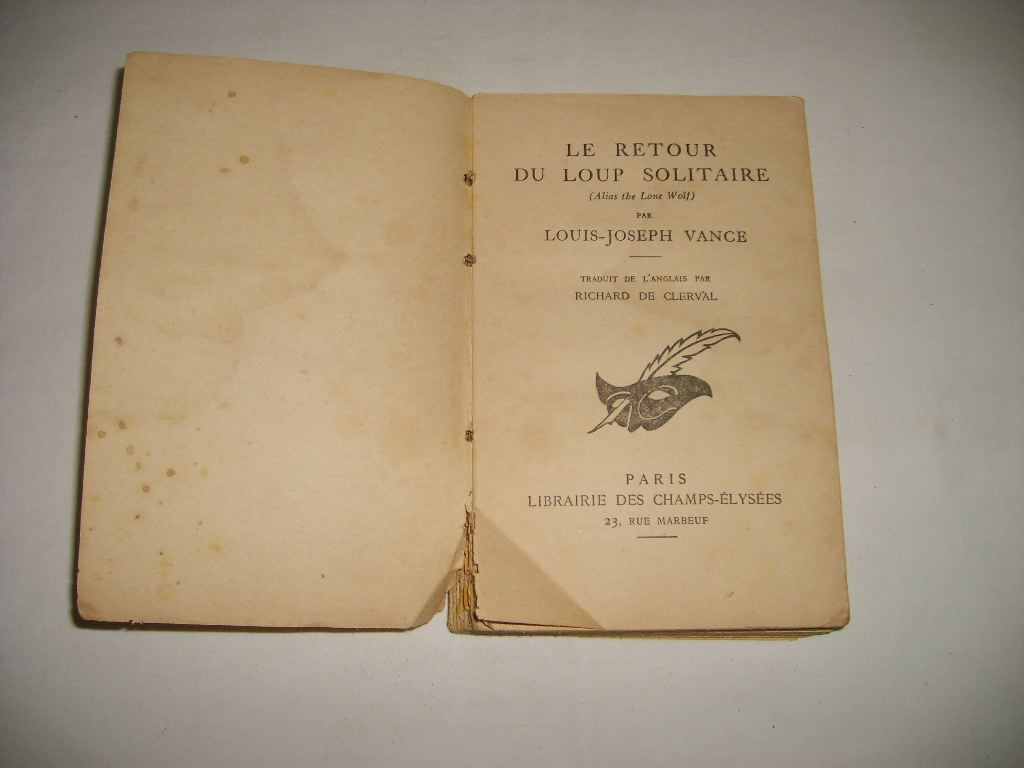 LE RETOUR
DU LOUP SOLITAIRE
(Alias the Lone Wolf)
PAR
LOUIS-JOSEPH VANCE
TRADUIT DE L'ANGLAIS PAR
RICHARD DE CLERVAL
PARIS
LIBRAIRIE DES CHAMPS-ÉLYSÉES
23, RUE MARBEUF